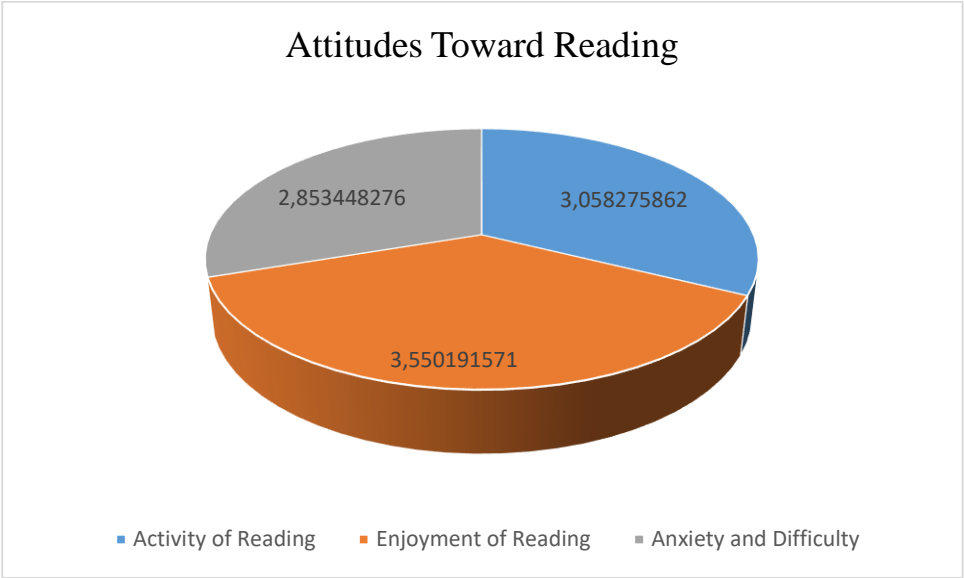 Attitudes Toward Reading
2,853448276
3,058275862
3,550191571
Activity of Reading
Enjoyment of Reading
Anxiety and Difficulty